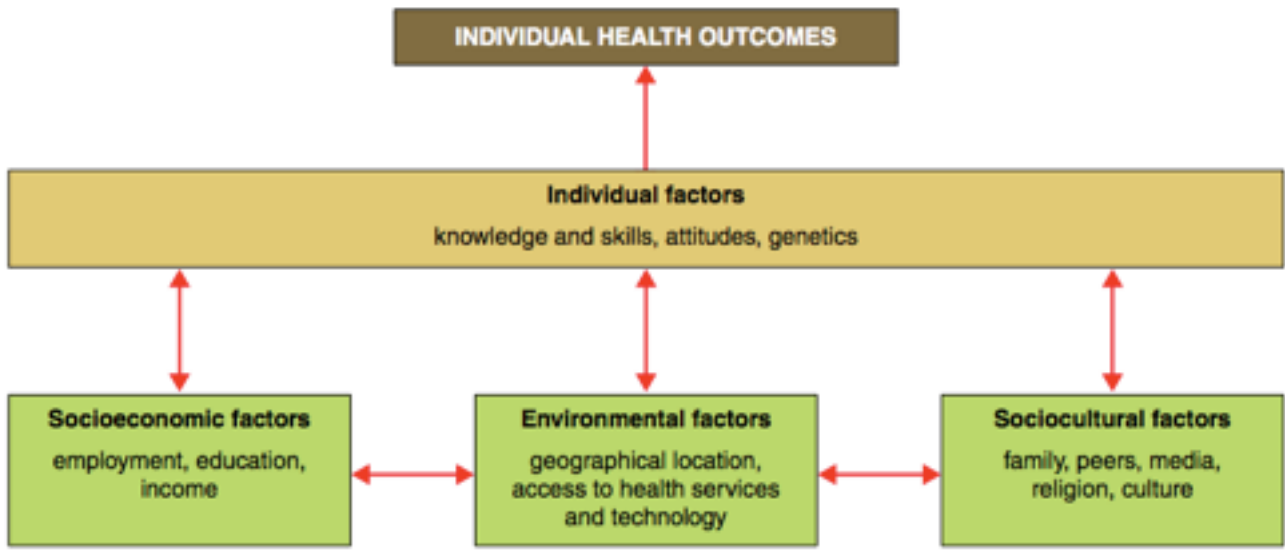 INDIVIDUAL HEALTH OUTCOMES
Individual factors
knowledge and skills, attitudes, genetics
Socioeconomic factors
employment, education,
income
Environmental factors
geographical location,
access to health services
and technology
Sociocultural factors
family, peers, media,
religion, culture